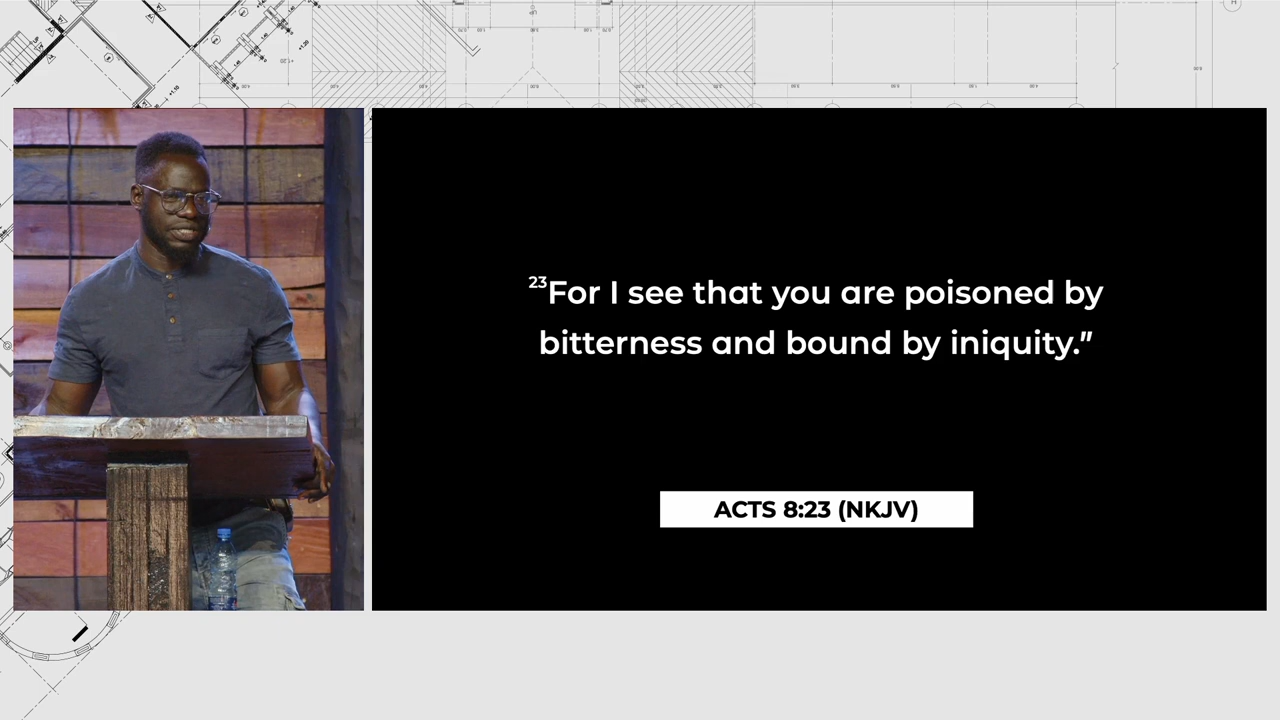 ²³For I see that you are poisoned by
bitterness and bound by iniquity.”
ACTS 8:23 (NKJV)